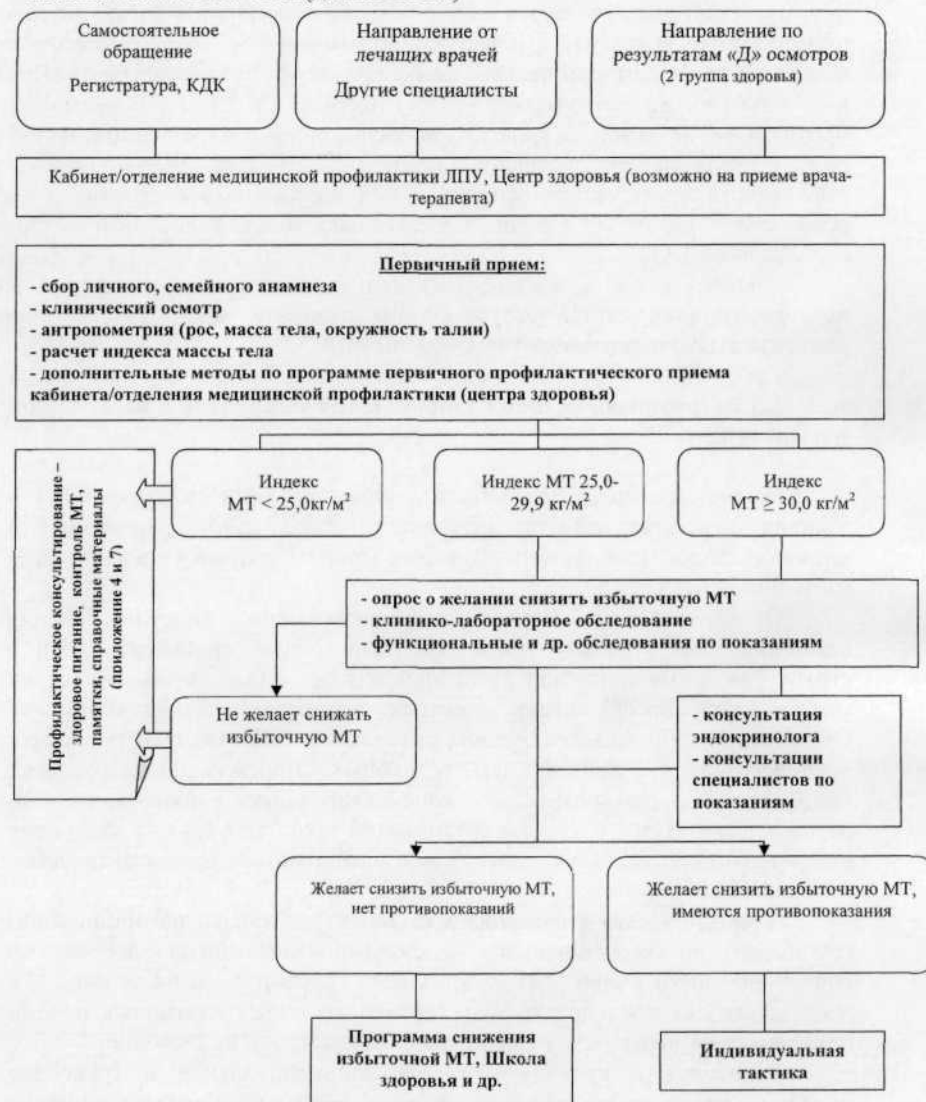 Самостоятельное
обращение
Регистратура, КДК
Направление от
лечащих врачей
Другие специалисты
Направление по
результатам «Д» осмотров
(2 группа здоровья)
Кабинет/отделение медицинской профилактики ЛПУ, Центр здоровья (возможно на приеме врача-
терапевта)
Первичный прием:
- сбор личного, семейного анамнеза
- клинический осмотр
- антропометрия (рос, масса тела, окружность талии)
- расчет индекса массы тела
- дополнительные методы по программе первичного профилактического приема
кабинета/отделения медицинской профилактики (центра здоровья)
Профилактическое консультирование –
здоровое питание, контроль МТ,
памятки, справочные материалы
(приложение 4 и 7)
Индекс
МТ < 25,0кг/м²
Индекс МТ 25,0-
29,9 кг/м²
Индекс
МТ ≥ 30,0 кг/м²
- опрос о желании снизить избыточную МТ
- клинико-лабораторное обследование
- функциональные и др. обследования по показаниям
Не желает снижать
избыточную МТ
- консультация
эндокринолога
- консультации
специалистов по
показаниям
Желает снизить избыточную МТ,
нет противопоказаний
Желает снизить избыточную МТ,
имеются противопоказания
Программа снижения
избыточной МТ, Школа
здоровья и др.
Индивидуальная
тактика